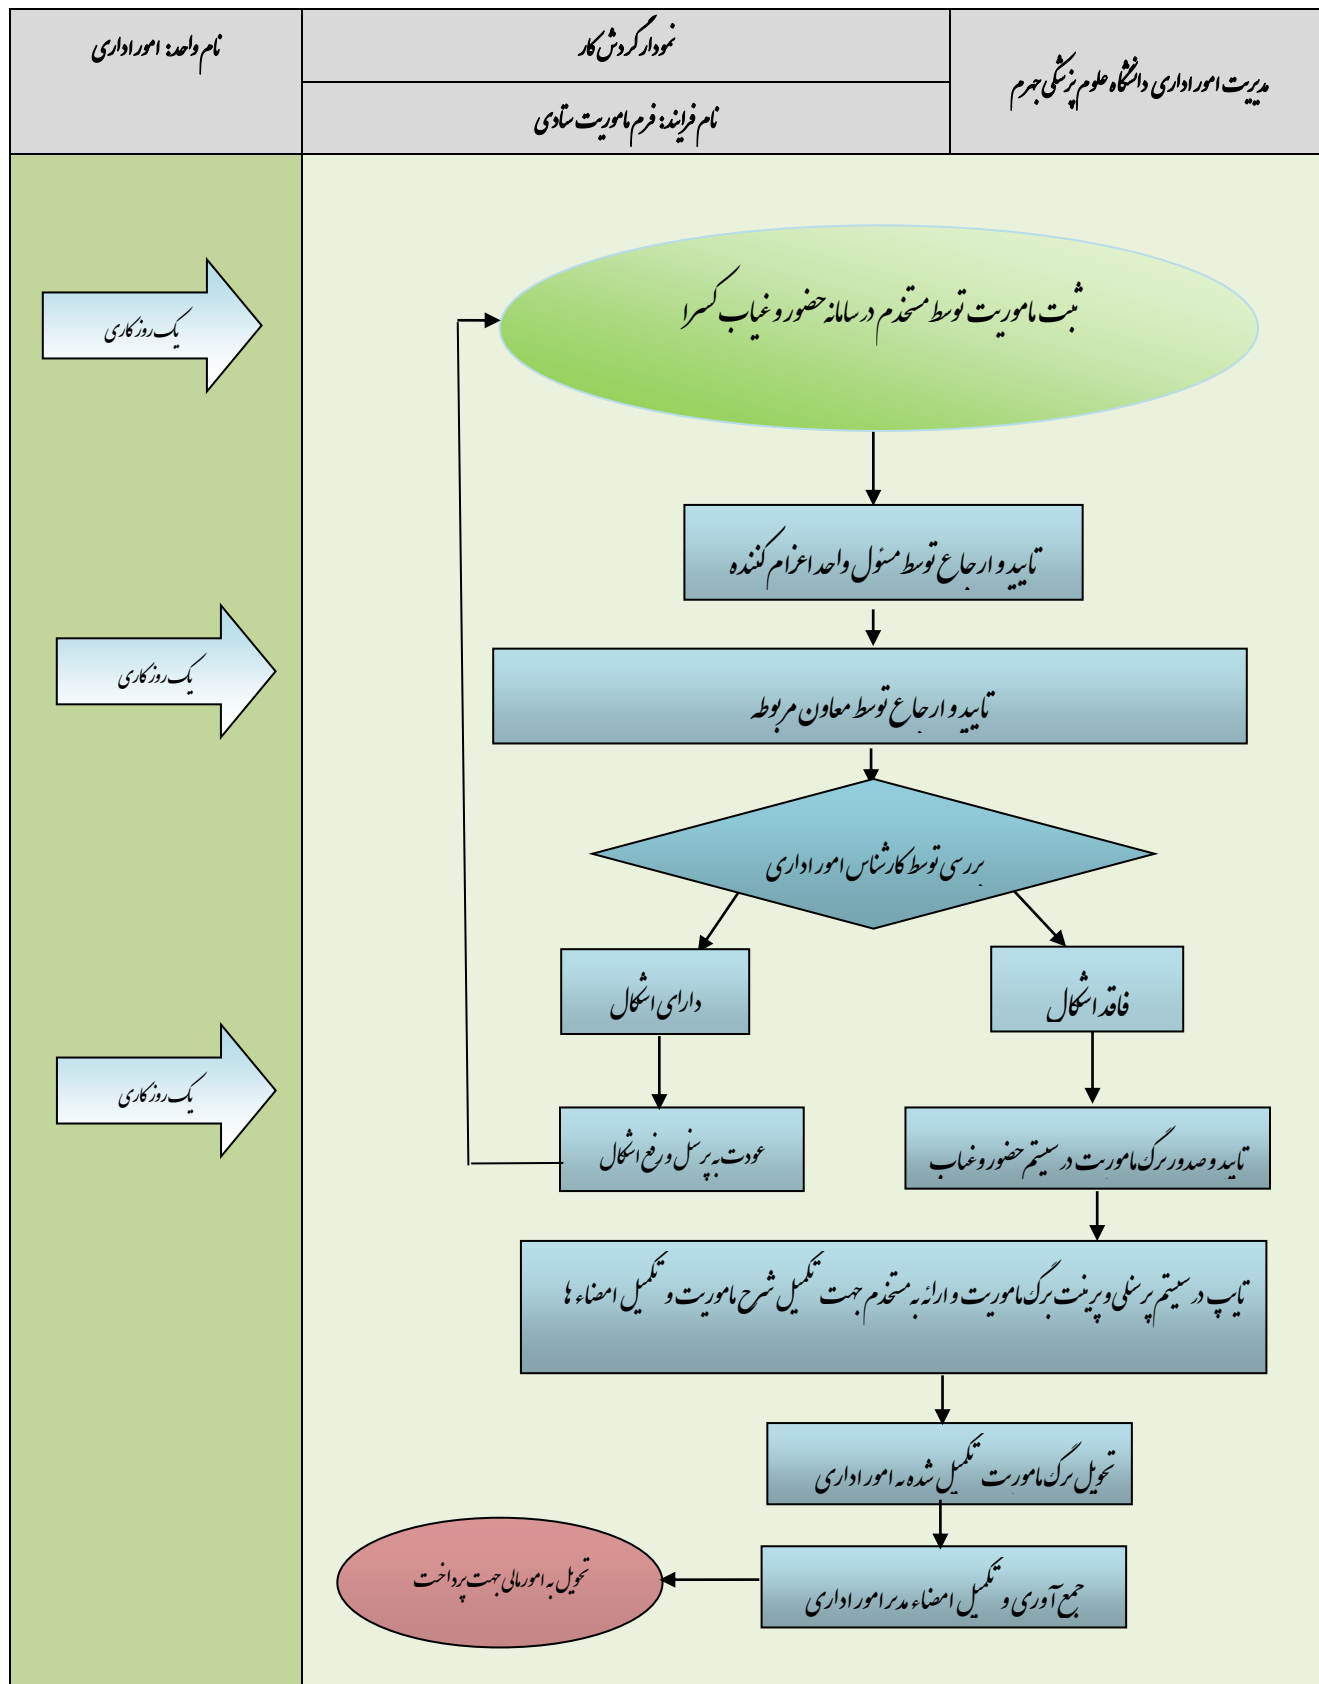 مدیریت امور اداری دانشگاه علوم پزشکی جهرم
نمودار گردش کار
نام فرایند: فرم ماموریت ستادی
نام واحد: امور اداری
ثبت ماموریت توسط مستخدم در سامانه حضور و غیاب کسرا
یک روز کاری
تایید و ارجاع توسط مسئول واحد اعزام کننده
تایید و ارجاع توسط معاون مربوطه
یک روز کاری
بررسی توسط کارشناس امور اداری
فاقد اشکال
دارای اشکال
یک روز کاری
تایید و صدور برگ ماموریت در سیستم حضور و غیاب
عودت به پرسنل و رفع اشکال
تایپ در سیستم پرسنلی و پرینت برگ ماموریت و ارائه به مستخدم جهت تکمیل شرح ماموریت و تکمیل امضاء ها
تحویل برگ ماموریت تکمیل شده به امور اداری
جمع آوری و تکمیل امضاء مدیر امور اداری
تحویل به امور مالی جهت پرداخت